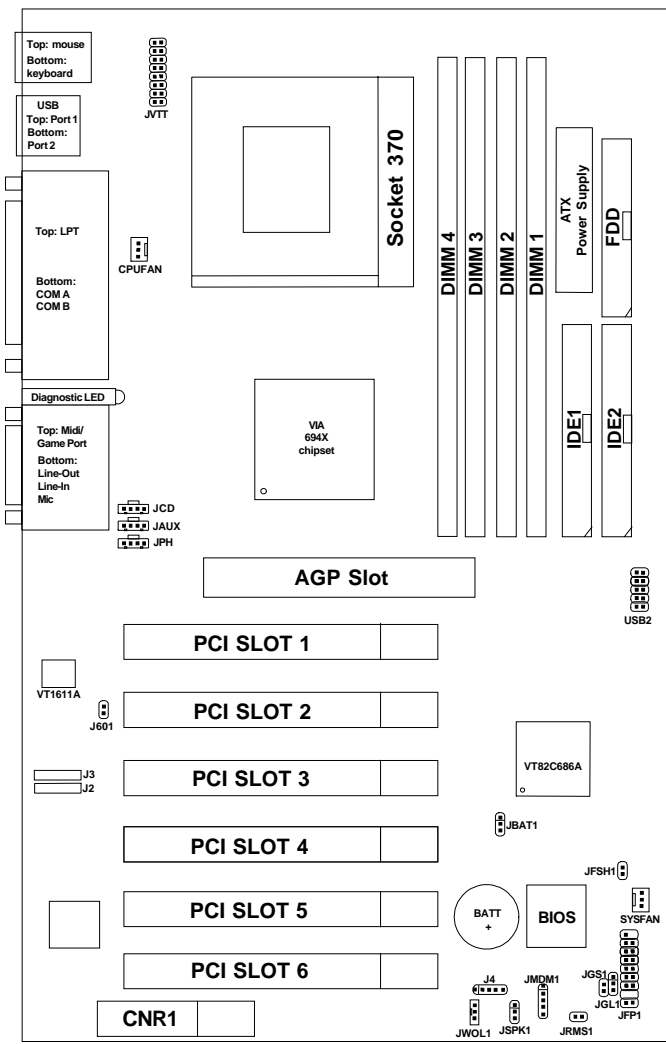 Top: mouse
Bottom:
keyboard
USB
Top: Port 1
Bottom:
Port 2
JVTT
Top: LPT
Bottom:
COM A
COM B
CPUFAN
Socket 370
DIMM 4
DIMM 3
DIMM 2
DIMM 1
ATX
Power Supply
FDD
IDE1
IDE2
Diagnostic LED
Top: Midi/
Game Port
Bottom:
Line-Out
Line-In
Mic
VIA
694X
chipset
JCD
JAUX
JPH
AGP Slot
USB2
PCI SLOT 1
VT1611A
J601
PCI SLOT 2
VT82C686A
J3
J2
PCI SLOT 3
JBAT1
PCI SLOT 4
JFSH1
PCI SLOT 5
BATT
+
BIOS
SYSFAN
PCI SLOT 6
J4
JMDM1
JGS1
JGL1
JFP1
CNR1
JWOL1
JSPK1
JRMS1